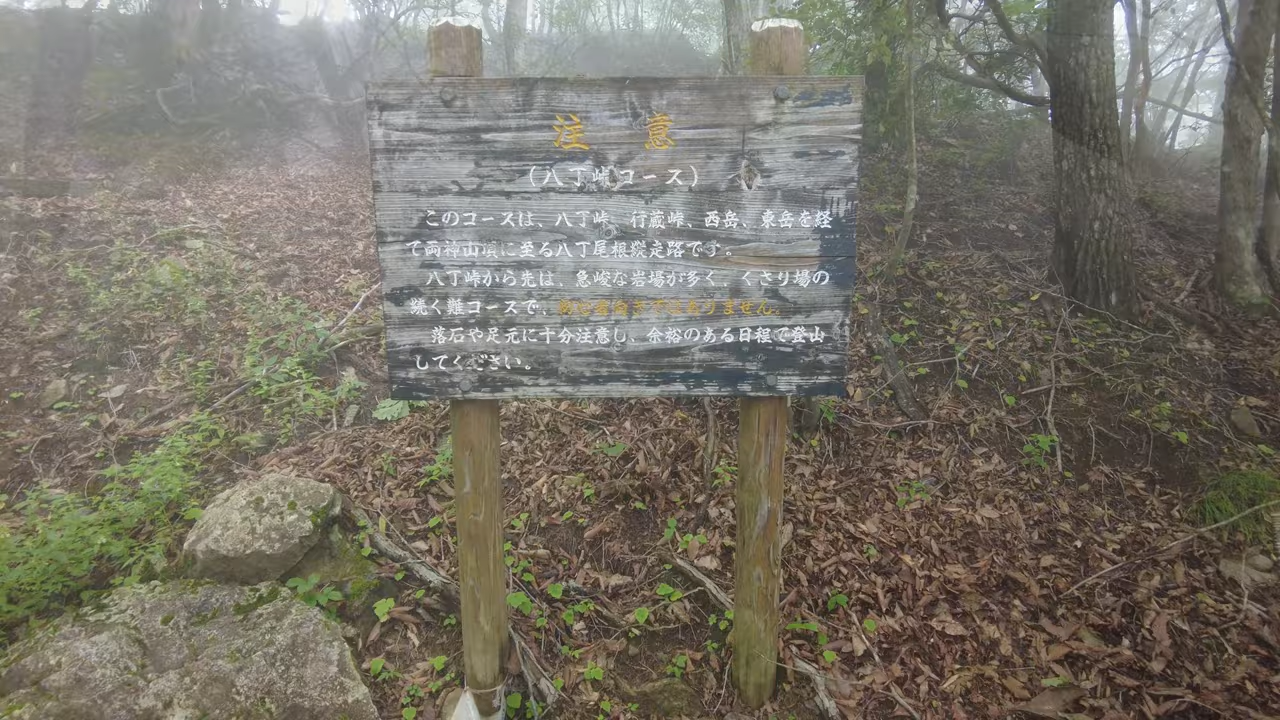 注 意
（八丁峠コース）
このコースは、八丁峠、行蔵峠、西岳、東岳を経
て両神山頂に至る八丁尾根縦走路です。
八丁峠から先は、急峻な岩場が多く、くさり場の
続く難コースで、初心者向きではありません。
落石や足元に十分注意し、余裕のある日程で登山
してください。